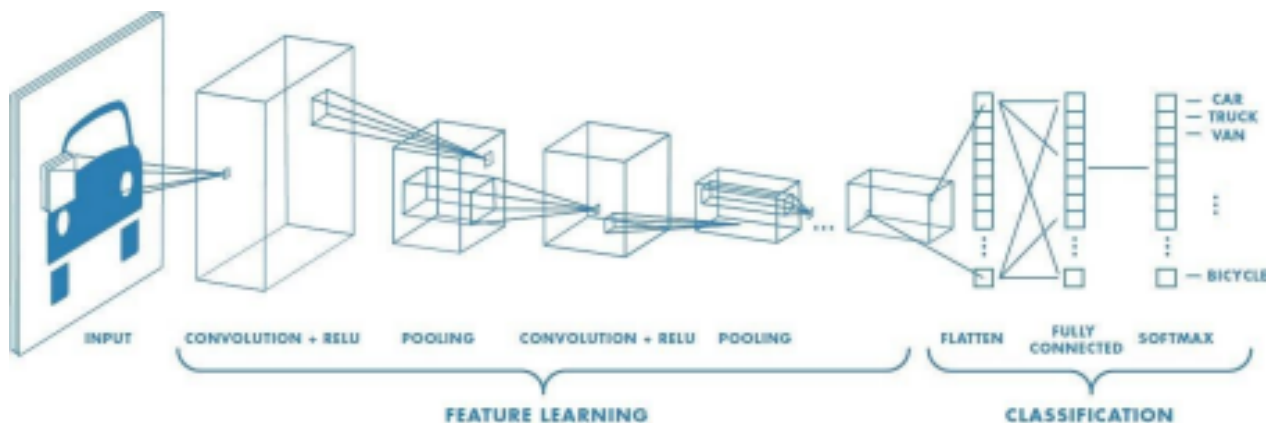 CAR
TRUCK
VAN
BICYCLE
INPUT
CONVOLUTION + RELU
POOLING
CONVOLUTION + RELU
POOLING
FLATTEN
FULLY
CONNECTED
SOFTMAX
FEATURE LEARNING
CLASSIFICATION